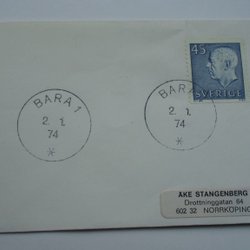 BARA 1
2. 1.
74
*
BARA 1
2. 1.
74
*
45
SVERIGE
ÅKE STANGENBERG
Drottninggatan 64
602 32 NORRKÖPING